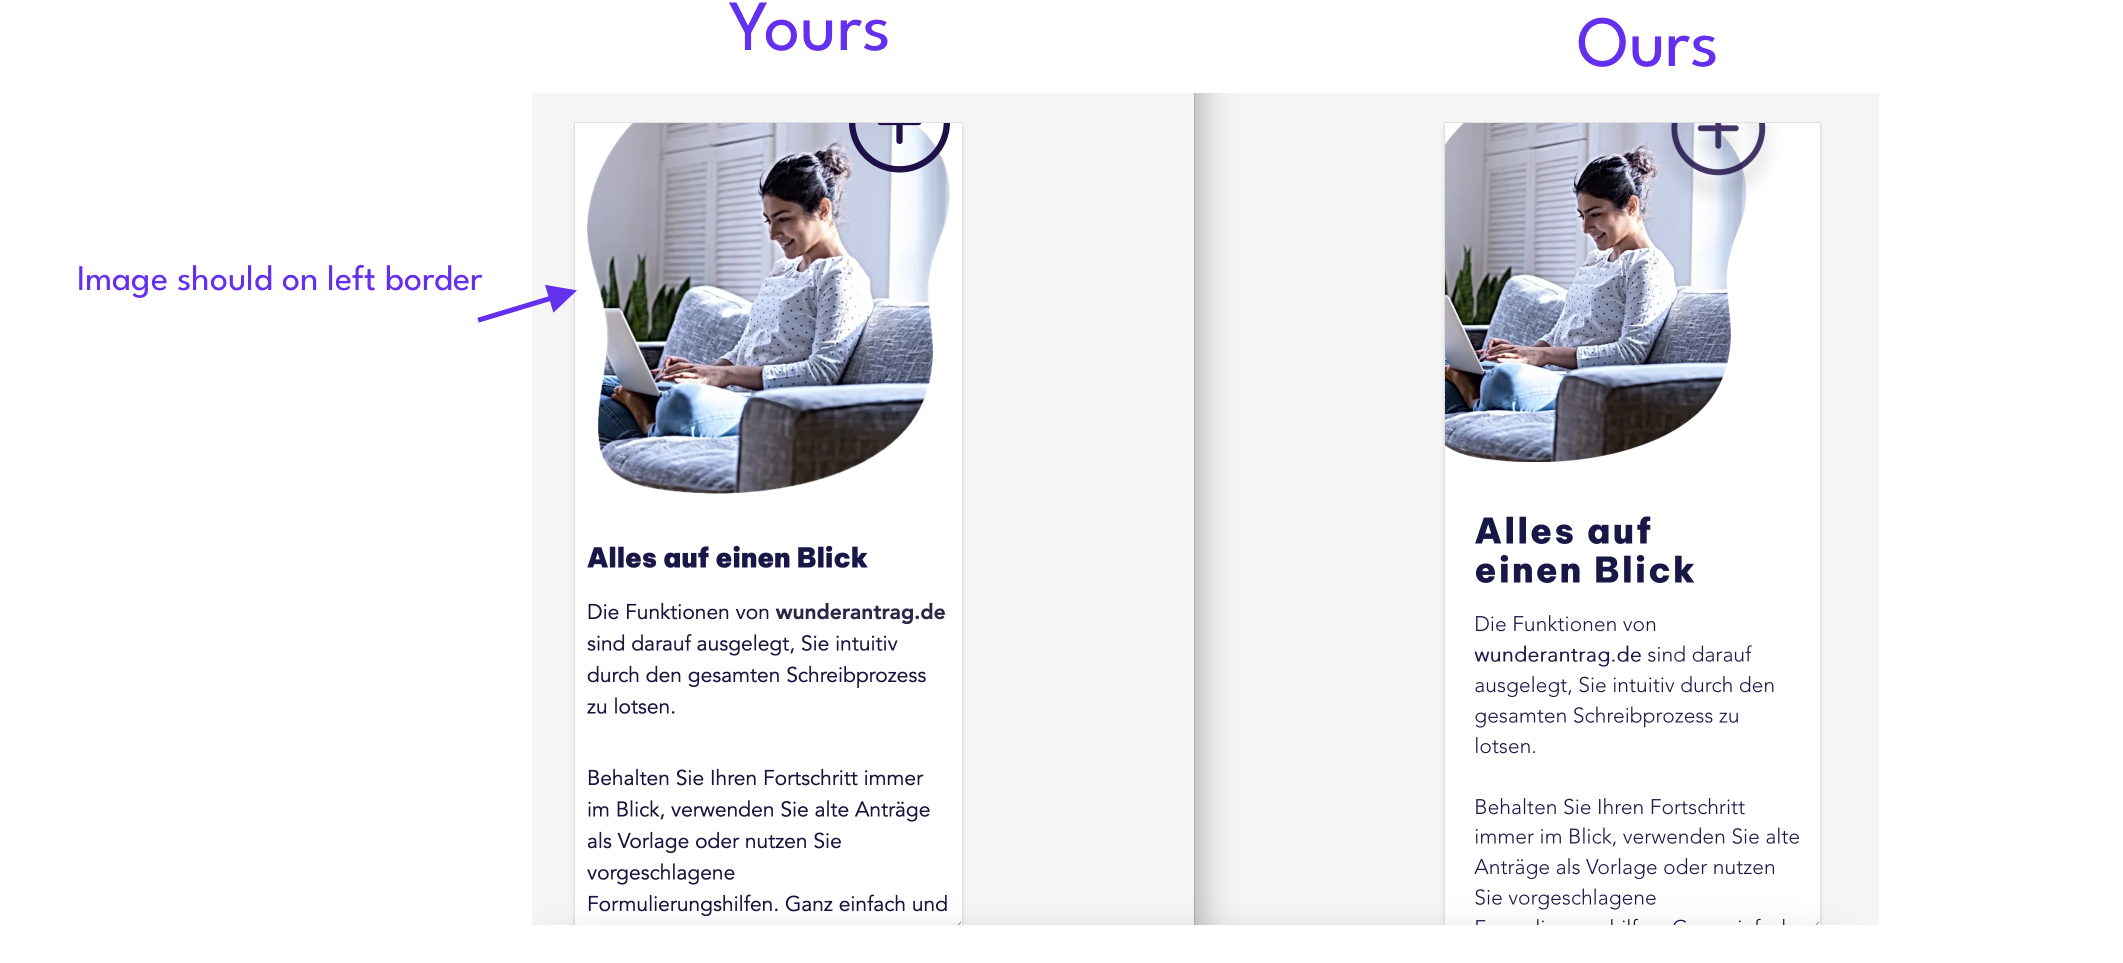 Yours
Ours
Image should on left border
Alles auf einen Blick
Die Funktionen von wunderantrag.de
sind darauf ausgelegt, Sie intuitiv
durch den gesamten Schreibprozess
zu lotsen.
Behalten Sie Ihren Fortschritt immer
im Blick, verwenden Sie alte Anträge
als Vorlage oder nutzen Sie
vorgeschlagene
Formulierungshilfen. Ganz einfach und
Alles auf
einen Blick
Die Funktionen von
wunderantrag.de sind darauf
ausgelegt, Sie intuitiv durch den
gesamten Schreibprozess zu
lotsen.
Behalten Sie Ihren Fortschritt
immer im Blick, verwenden Sie alte
Anträge als Vorlage oder nutzen
Sie vorgeschlagene